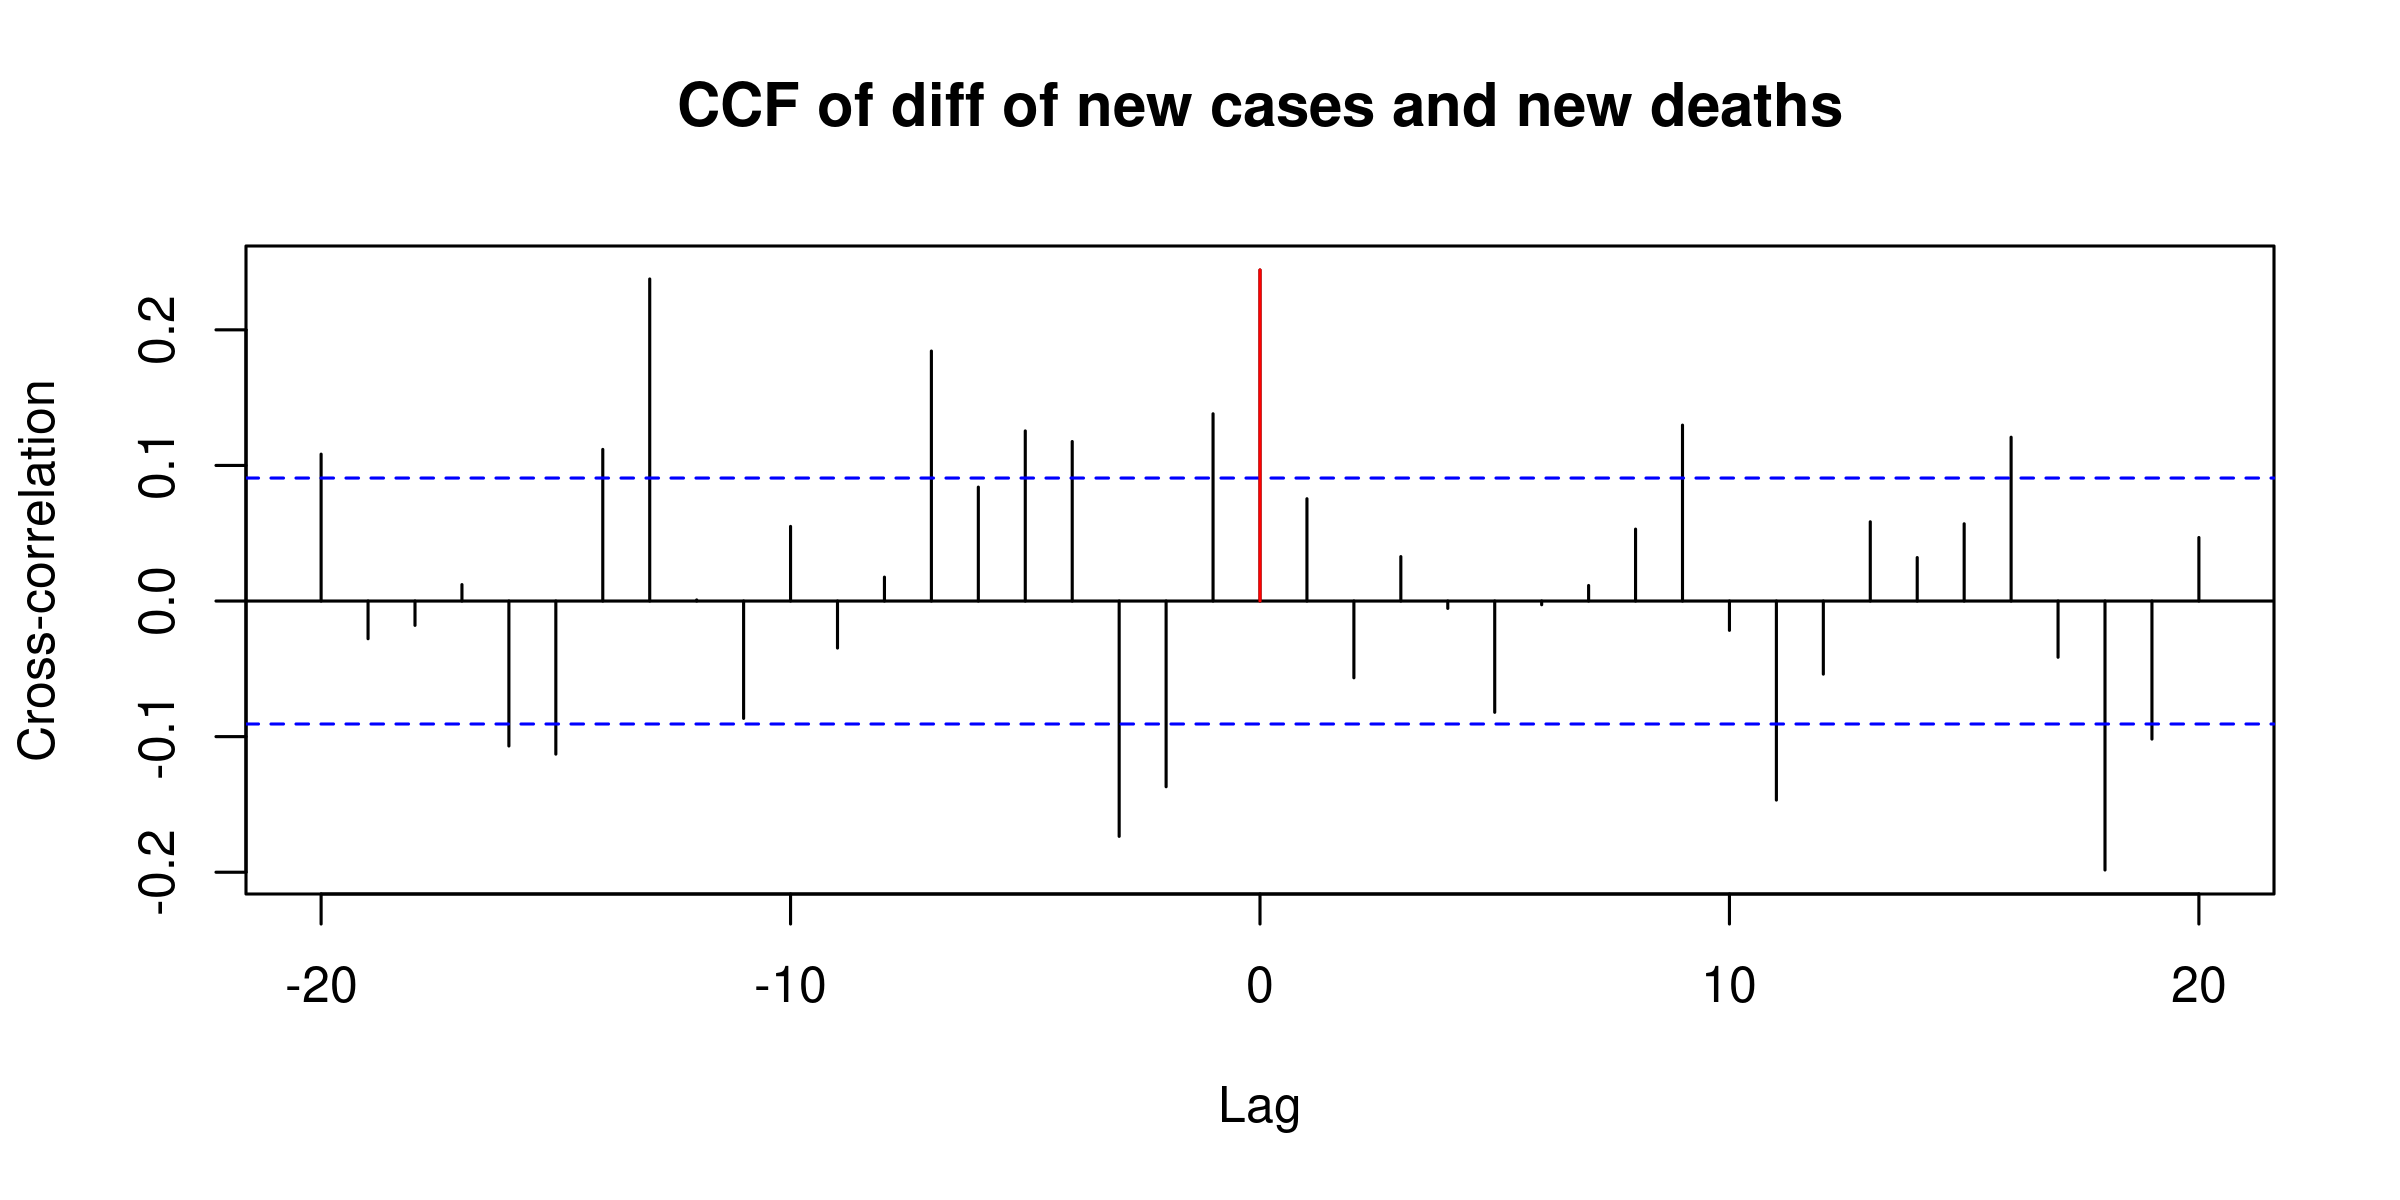 CCF of diff of new cases and new deaths
Cross-correlation
0.2
0.1
0.0
-0.1
-0.2
-20 -10 0 10 20
Lag